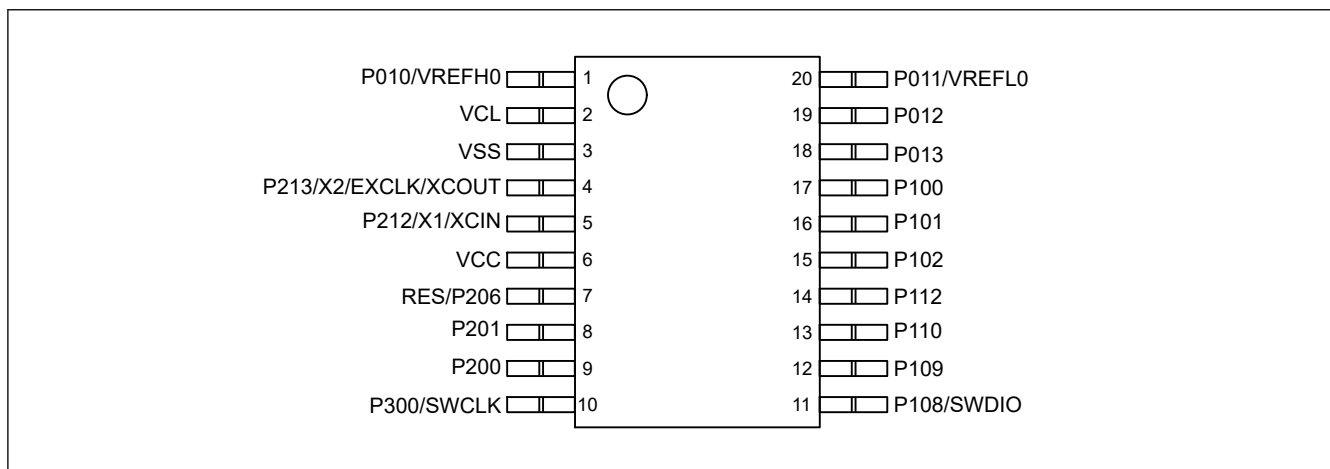 P010/VREFH0 1 20 P011/VREFL0
VCL 2 19 P012
VSS 3 18 P013
P213/X2/EXCLK/XCOUT 4 17 P100
P212/X1/XCIN 5 16 P101
VCC 6 15 P102
RES/P206 7 14 P112
P201 8 13 P110
P200 9 12 P109
P300/SWCLK 10 11 P108/SWDIO